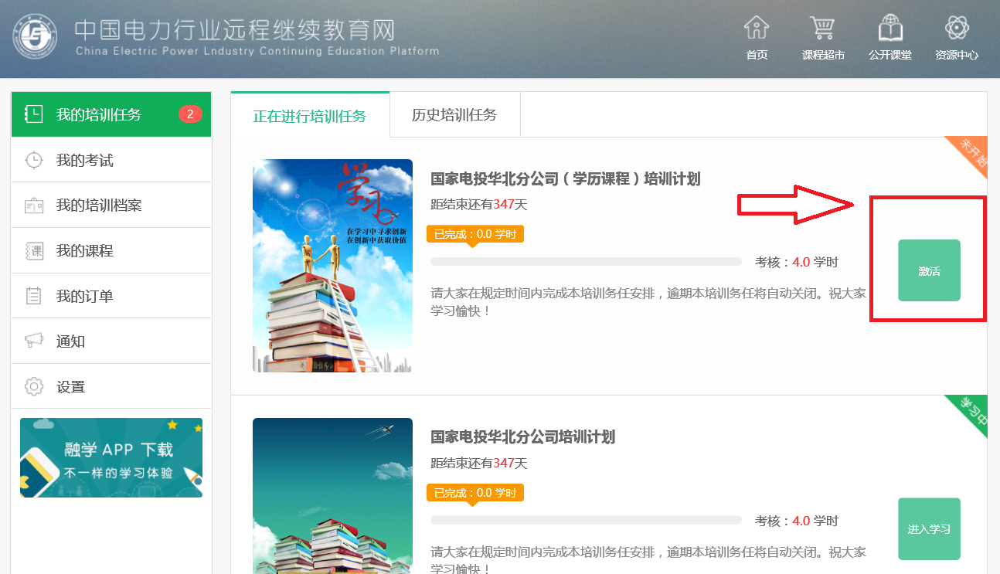 中国电力行业远程继续教育网
China Electric Power Lndustry Continuing Education Platform
首页
课程超市
公开课堂
资源中心
我的培训任务
2
我的考试
我的培训档案
课
我的课程
我的订单
通知
设置
融学 APP 下载
不一样的学习体验
正在进行培训任务
历史培训任务
未开始
学习
在学习中寻求创新
在创新中获取价值
国家电投华北分公司（学历课程）培训计划
距结束还有347天
已完成：0.0 学时
考核：4.0 学时
请大家在规定时间内完成本培训务任安排，逾期本培训务任将自动关闭。祝大家
学习愉快！
激活
学习中
国家电投华北分公司培训计划
距结束还有347天
已完成：0.0 学时
考核：4.0 学时
请大家在规定时间内完成本培训务任安排，逾期本培训务任将自动关闭。祝大家
学习愉快！
进入学习